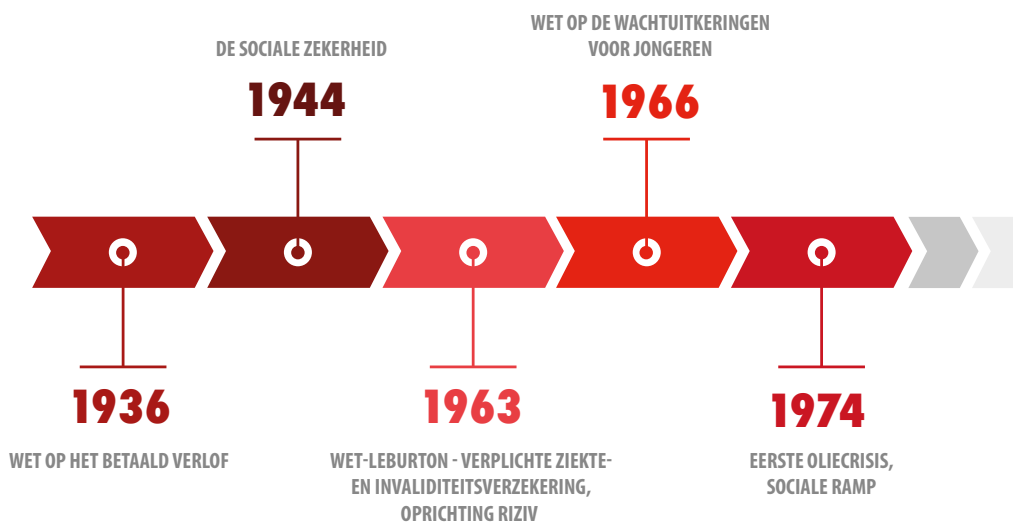 DE SOCIALE ZEKERHEID
1944
WET OP DE WACHTUITKERINGEN
VOOR JONGEREN
1966
1936
WET OP HET BETAALD VERLOF
1963
WET-LEBURTON - VERPLICHTE ZIEKTE-
EN INVALIDITEITSVERZEKERING,
OPRICHTING RIZIV
1974
EERSTE OLIECRISIS,
SOCIALE RAMP